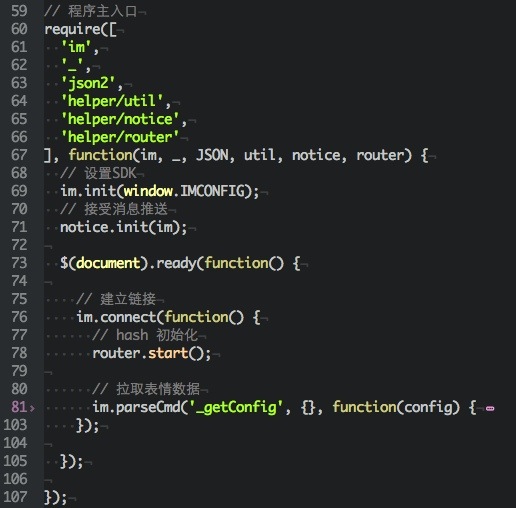 59 // 程序主入口¬
60 require([¬
61 'im',¬
62 '_',¬
63 'json2',¬
64 'helper/util',¬
65 'helper/notice',¬
66 'helper/router'¬
67 ], function(im, _, JSON, util, notice, router) {¬
68 // 设置SDK¬
69 im.init(window.IMCONFIG);¬
70 // 接受消息推送¬
71 notice.init(im);¬
72 ¬
73 $(document).ready(function() {¬
74 ¬
75 // 建立链接¬
76 im.connect(function() {¬
77 // hash 初始化¬
78 router.start();¬
79 ¬
80 // 拉取表情数据¬
81 im.parseCmd('_getConfig', {}, function(config) {
103 });¬
104 ¬
105 });¬
106 ¬
107 });¬